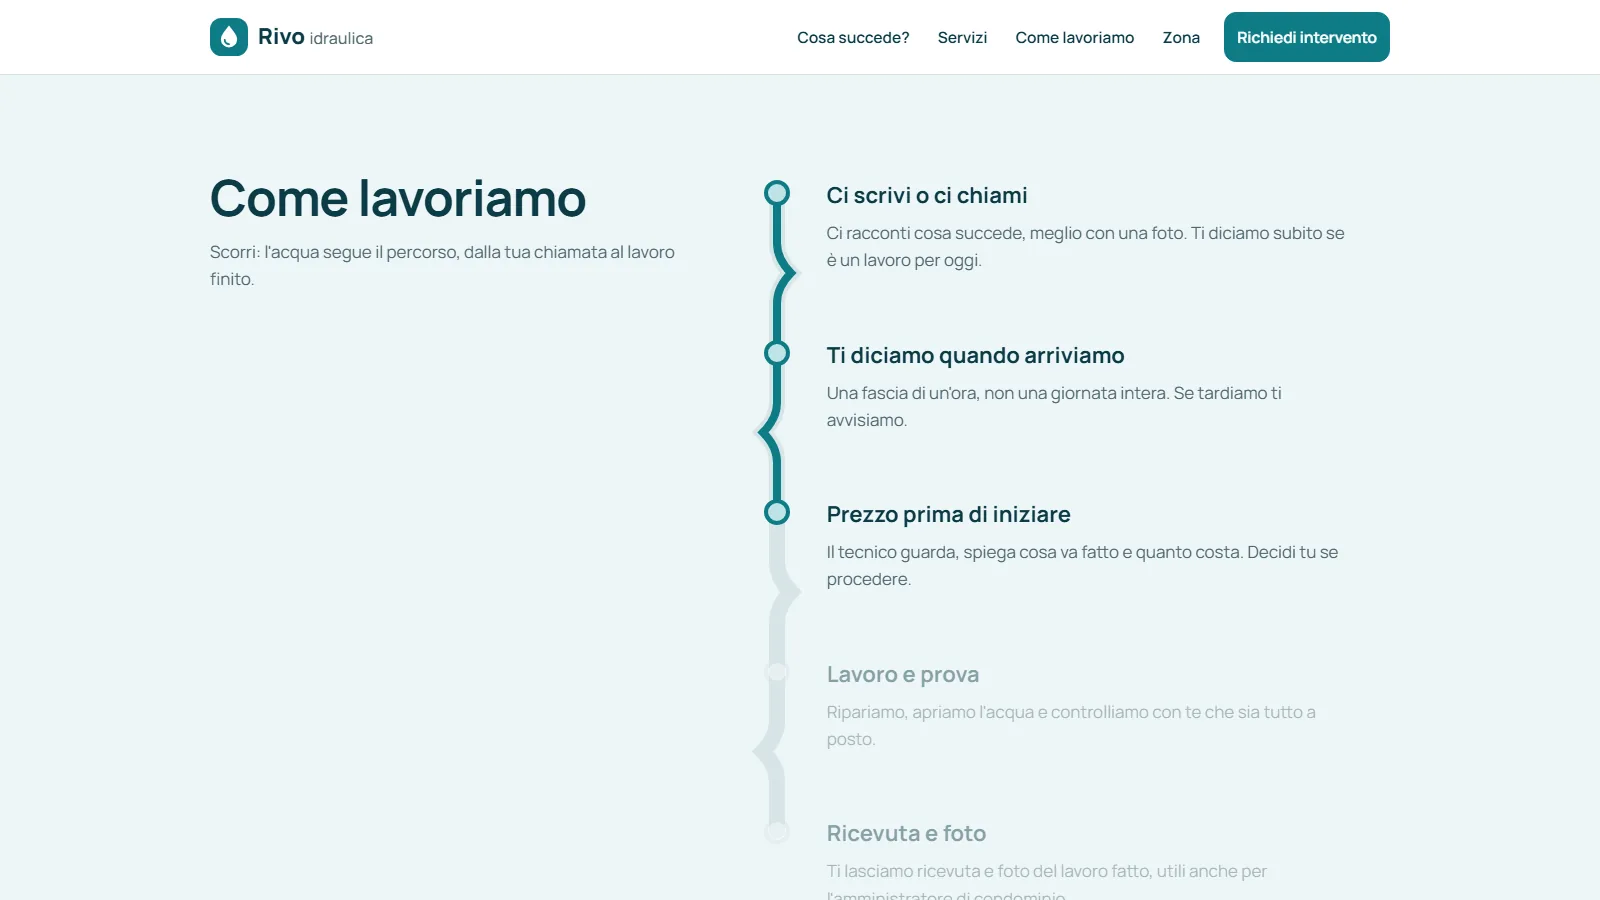 Rivo idraulica
Cosa succede?
Servizi
Come lavoriamo
Zona
Richiedi intervento
Come lavoriamo
Scorri: l'acqua segue il percorso, dalla tua chiamata al lavoro
finito.
Ci scrivi o ci chiami
Ci racconti cosa succede, meglio con una foto. Ti diciamo subito se
è un lavoro per oggi.
Ti diciamo quando arriviamo
Una fascia di un'ora, non una giornata intera. Se tardiamo ti
avvisiamo.
Prezzo prima di iniziare
Il tecnico guarda, spiega cosa va fatto e quanto costa. Decidi tu se
procedere.
Lavoro e prova
Ripariamo, apriamo l'acqua e controlliamo con te che sia tutto a
posto.
Ricevuta e foto
Ti lasciamo ricevuta e foto del lavoro fatto, utili anche per
l'amministratore di condominio.